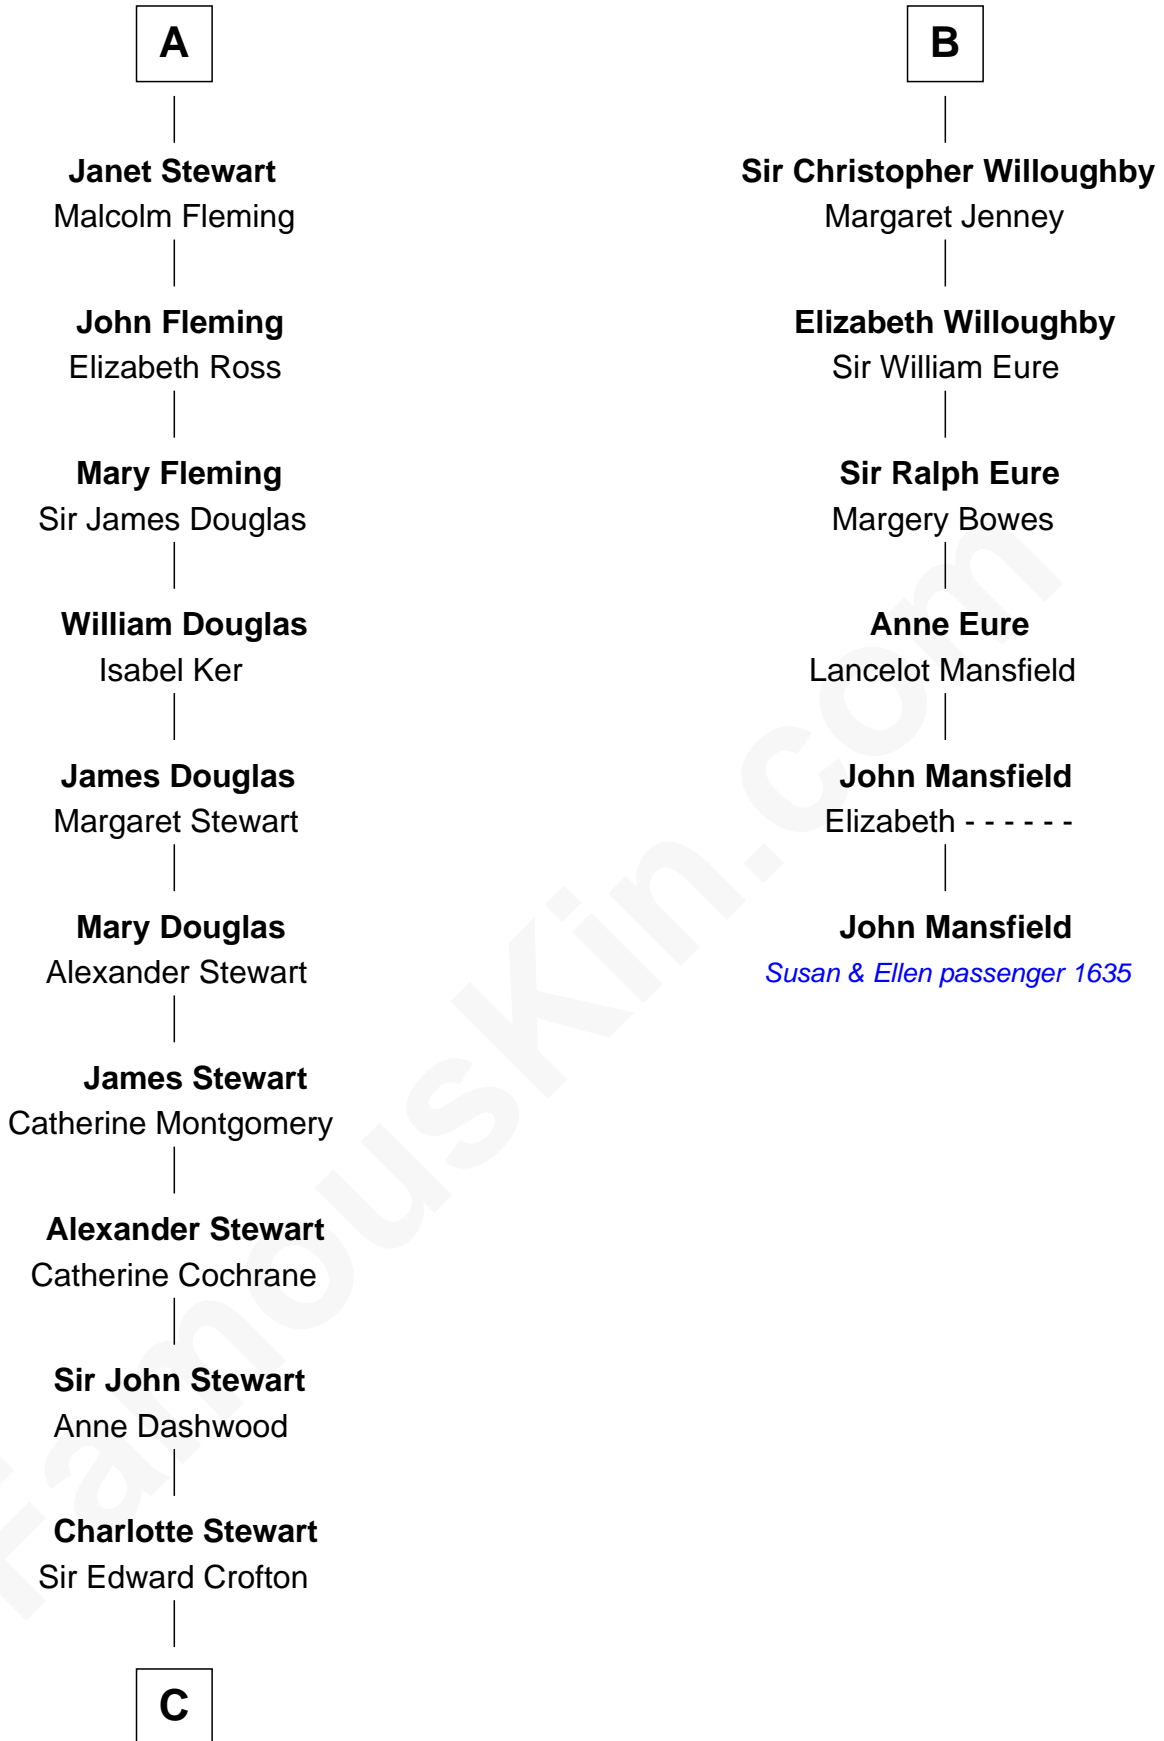 A
Janet Stewart
Malcolm Fleming
John Fleming
Elizabeth Ross
Mary Fleming
Sir James Douglas
William Douglas
Isabel Ker
James Douglas
Margaret Stewart
Mary Douglas
Alexander Stewart
James Stewart
Catherine Montgomery
Alexander Stewart
Catherine Cochrane
Sir John Stewart
Anne Dashwood
Charlotte Stewart
Sir Edward Crofton
C
B
Sir Christopher Willoughby
Margaret Jenney
Elizabeth Willoughby
Sir William Eure
Sir Ralph Eure
Margery Bowes
Anne Eure
Lancelot Mansfield
John Mansfield
Elizabeth - - - - - -
John Mansfield
Susan & Ellen passenger 1635
FamousKin.com